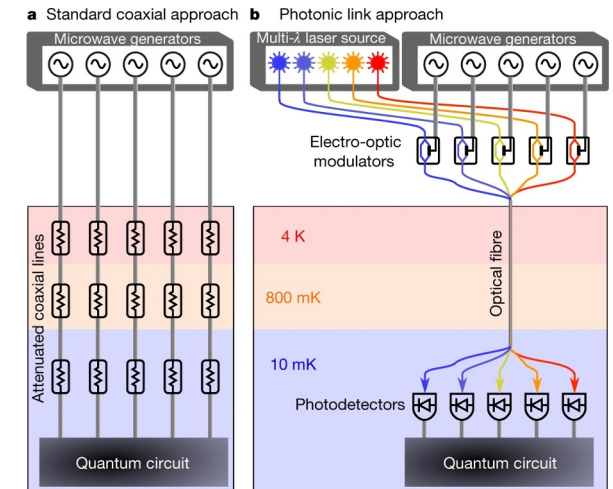 a Standard coaxial approach
Microwave generators
Attenuated coaxial lines
Quantum circuit
b Photonic link approach
Multi-λ laser source
Microwave generators
Electro-optic
modulators
4 K
800 mK
10 mK
Optical fibre
Photodetectors
Quantum circuit